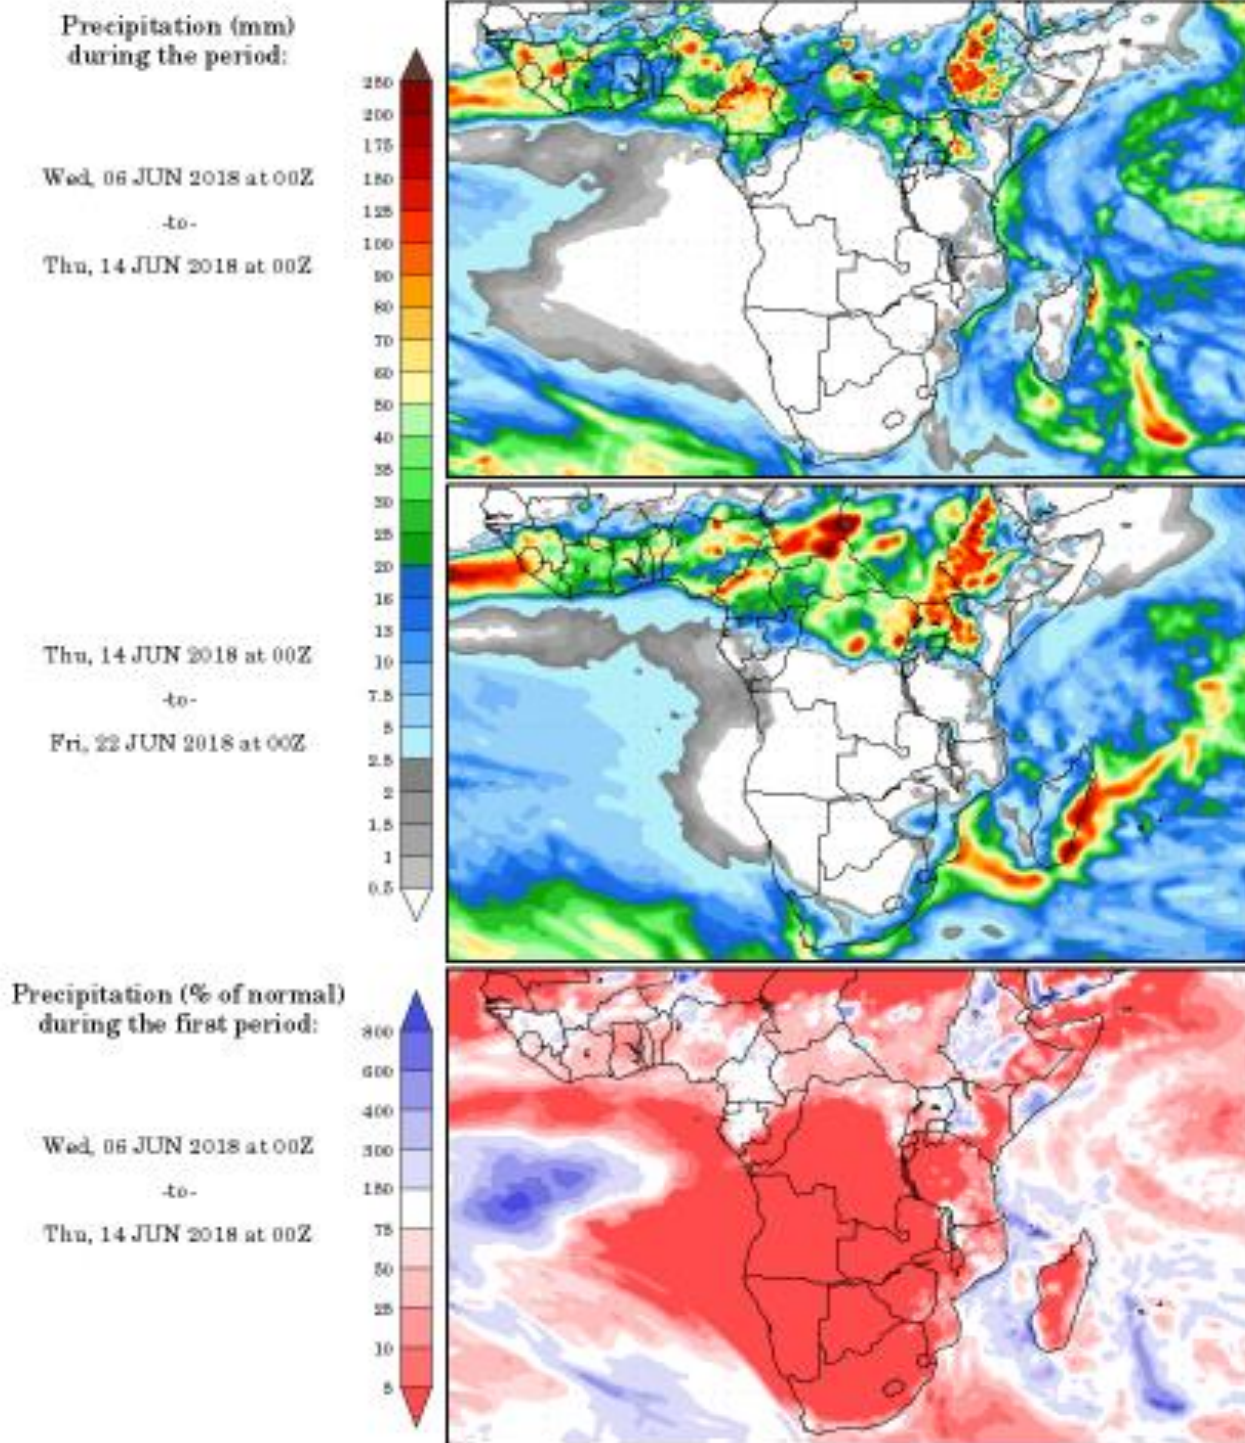 Precipitation (mm)
during the period:
250
200
175
150
125
100
90
80
70
60
50
40
35
30
25
20
16
13
10
7.5
5
2.5
2
1.5
1
0.5
Wed, 06 JUN 2018 at 00Z
-to-
Thu, 14 JUN 2018 at 00Z
Thu, 14 JUN 2018 at 00Z
-to-
Fri, 22 JUN 2018 at 00Z
Precipitation (% of normal)
during the first period:
800
600
400
300
150
75
50
25
10
5
Wed, 06 JUN 2018 at 00Z
-to-
Thu, 14 JUN 2018 at 00Z